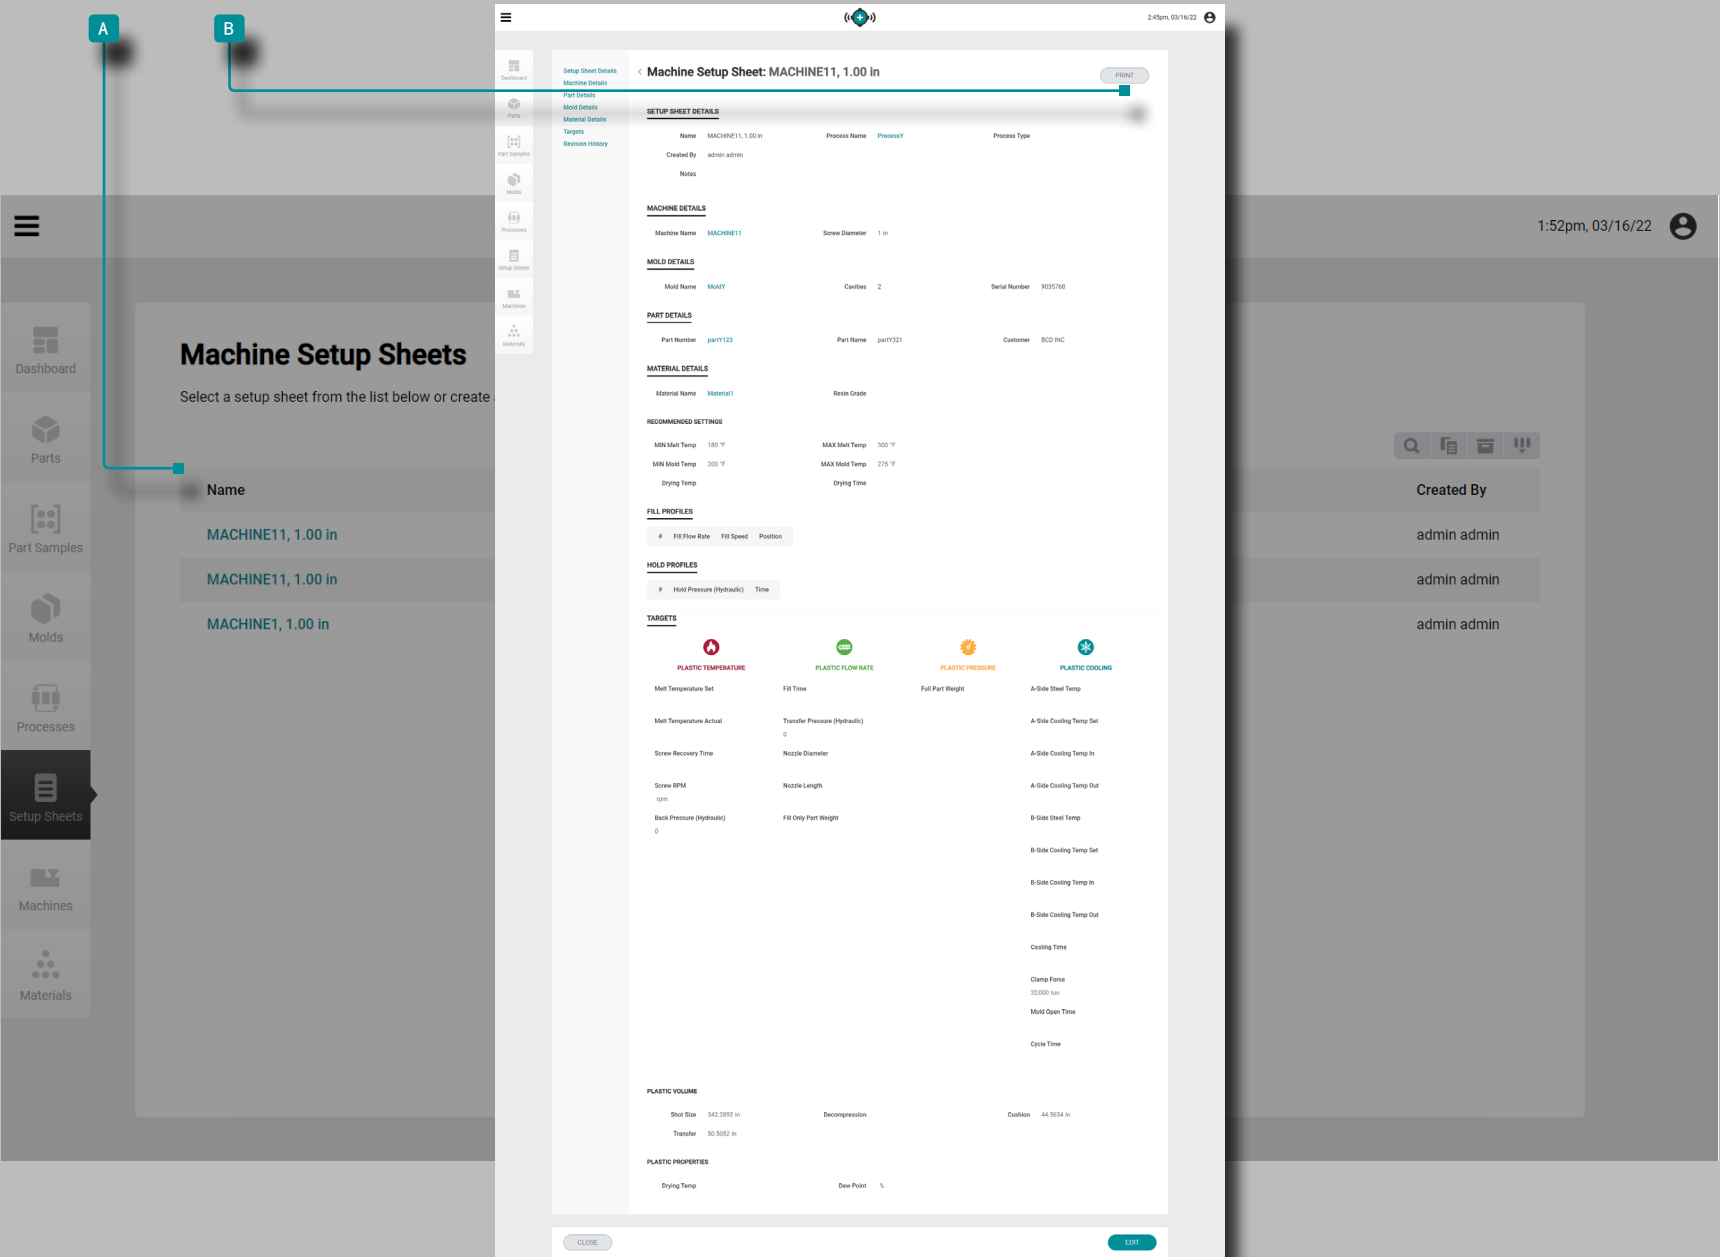 A
B
2:45pm, 03/16/22
Dashboard
Parts
Part Samples
Molds
Processes
Setup Sheets
Machines
Materials
Setup Sheet Details
Machine Details
Part Details
Mold Details
Material Details
Targets
Revision History
Machine Setup Sheet: MACHINE11, 1.00 in
PRINT
SETUP SHEET DETAILS
Name MACHINE11, 1.00 in Process Name ProcessY Process Type
Created By admin admin
Notes
MACHINE DETAILS
Machine Name MACHINE11 Screw Diameter 1 in
MOLD DETAILS
Mold Name MoldY Cavities 2 Serial Number 9035768
PART DETAILS
Part Number partY123 Part Name partY321 Customer BCD INC
MATERIAL DETAILS
Material Name Material1 Resin Grade
RECOMMENDED SETTINGS
MIN Melt Temp 180 °F MAX Melt Temp 300 °F
MIN Mold Temp 200 °F MAX Mold Temp 275 °F
Drying Temp Drying Time
FILL PROFILES
# Fill Flow Rate Fill Speed Position
HOLD PROFILES
# Hold Pressure (Hydraulic) Time
TARGETS
PLASTIC TEMPERATURE PLASTIC FLOW RATE PLASTIC PRESSURE PLASTIC COOLING
Melt Temperature Set Fill Time Full Part Weight A-Side Steel Temp
Melt Temperature Actual Transfer Pressure (Hydraulic) A-Side Cooling Temp Set
0
Screw Recovery Time Nozzle Diameter A-Side Cooling Temp In
Screw RPM Nozzle Length A-Side Cooling Temp Out
rpm
Back Pressure (Hydraulic) Fill Only Part Weight B-Side Steel Temp
0
B-Side Cooling Temp Set
B-Side Cooling Temp In
B-Side Cooling Temp Out
Cooling Time
Clamp Force
32,000 ton
Mold Open Time
Cycle Time
PLASTIC VOLUME
Shot Size 342.2892 in Decompression Cushion 44.5634 in
Transfer 50.5052 in
PLASTIC PROPERTIES
Drying Temp Dew Point %
CLOSE
EDIT
1:52pm, 03/16/22
Dashboard
Parts
Part Samples
Molds
Processes
Setup Sheets
Machines
Materials
Machine Setup Sheets
Select a setup sheet from the list below or create
Name Created By
MACHINE11, 1.00 in admin admin
MACHINE11, 1.00 in admin admin
MACHINE1, 1.00 in admin admin